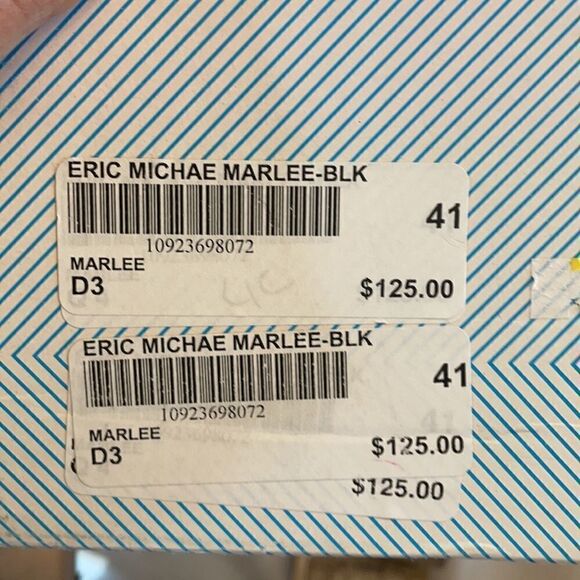 ERIC MICHAE MARLEE-BLK
41
10923698072
MARLEE
D3
$125.00
ERIC MICHAE MARLEE-BLK
41
10923698072
MARLEE
D3
$125.00
$125.00